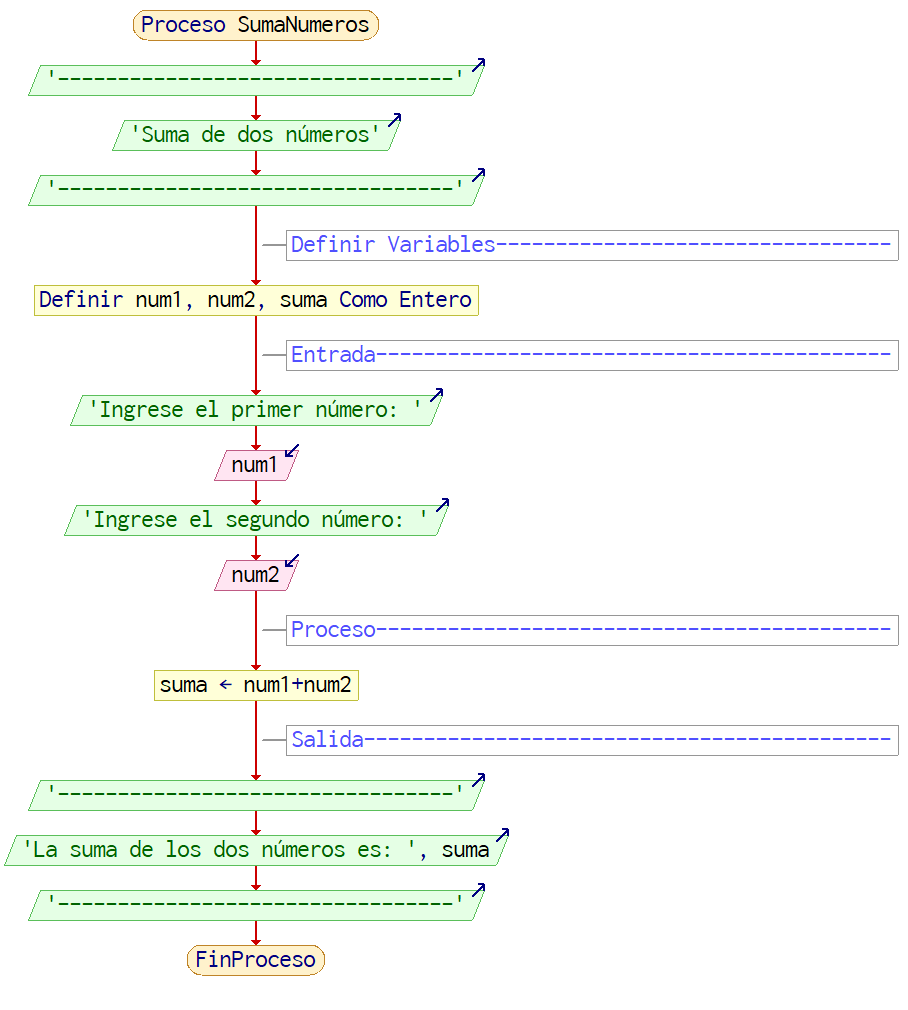 Proceso SumaNumeros
'---------------------------------'
'Suma de dos números'
'---------------------------------'
Definir Variables---------------------------------
Definir num1, num2, suma Como Entero
Entrada-------------------------------------------
'Ingrese el primer número: '
num1
'Ingrese el segundo número: '
num2
Proceso-------------------------------------------
suma ← num1+num2
Salida--------------------------------------------
'---------------------------------'
'La suma de los dos números es: ', suma
'---------------------------------'
FinProceso